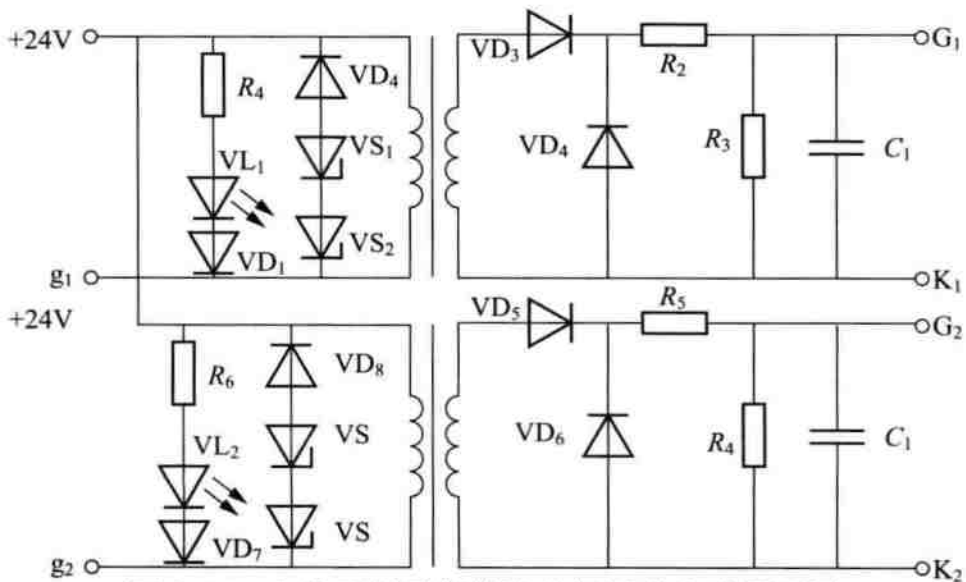 +24V
R4
VD4
VL1
VS1
VD1
VS2
g1
VD3
R2
G1
VD4
R3
C1
K1
+24V
R6
VD8
VL2
VS
VD7
VS
g2
VD5
R5
G2
VD6
R4
C1
K2